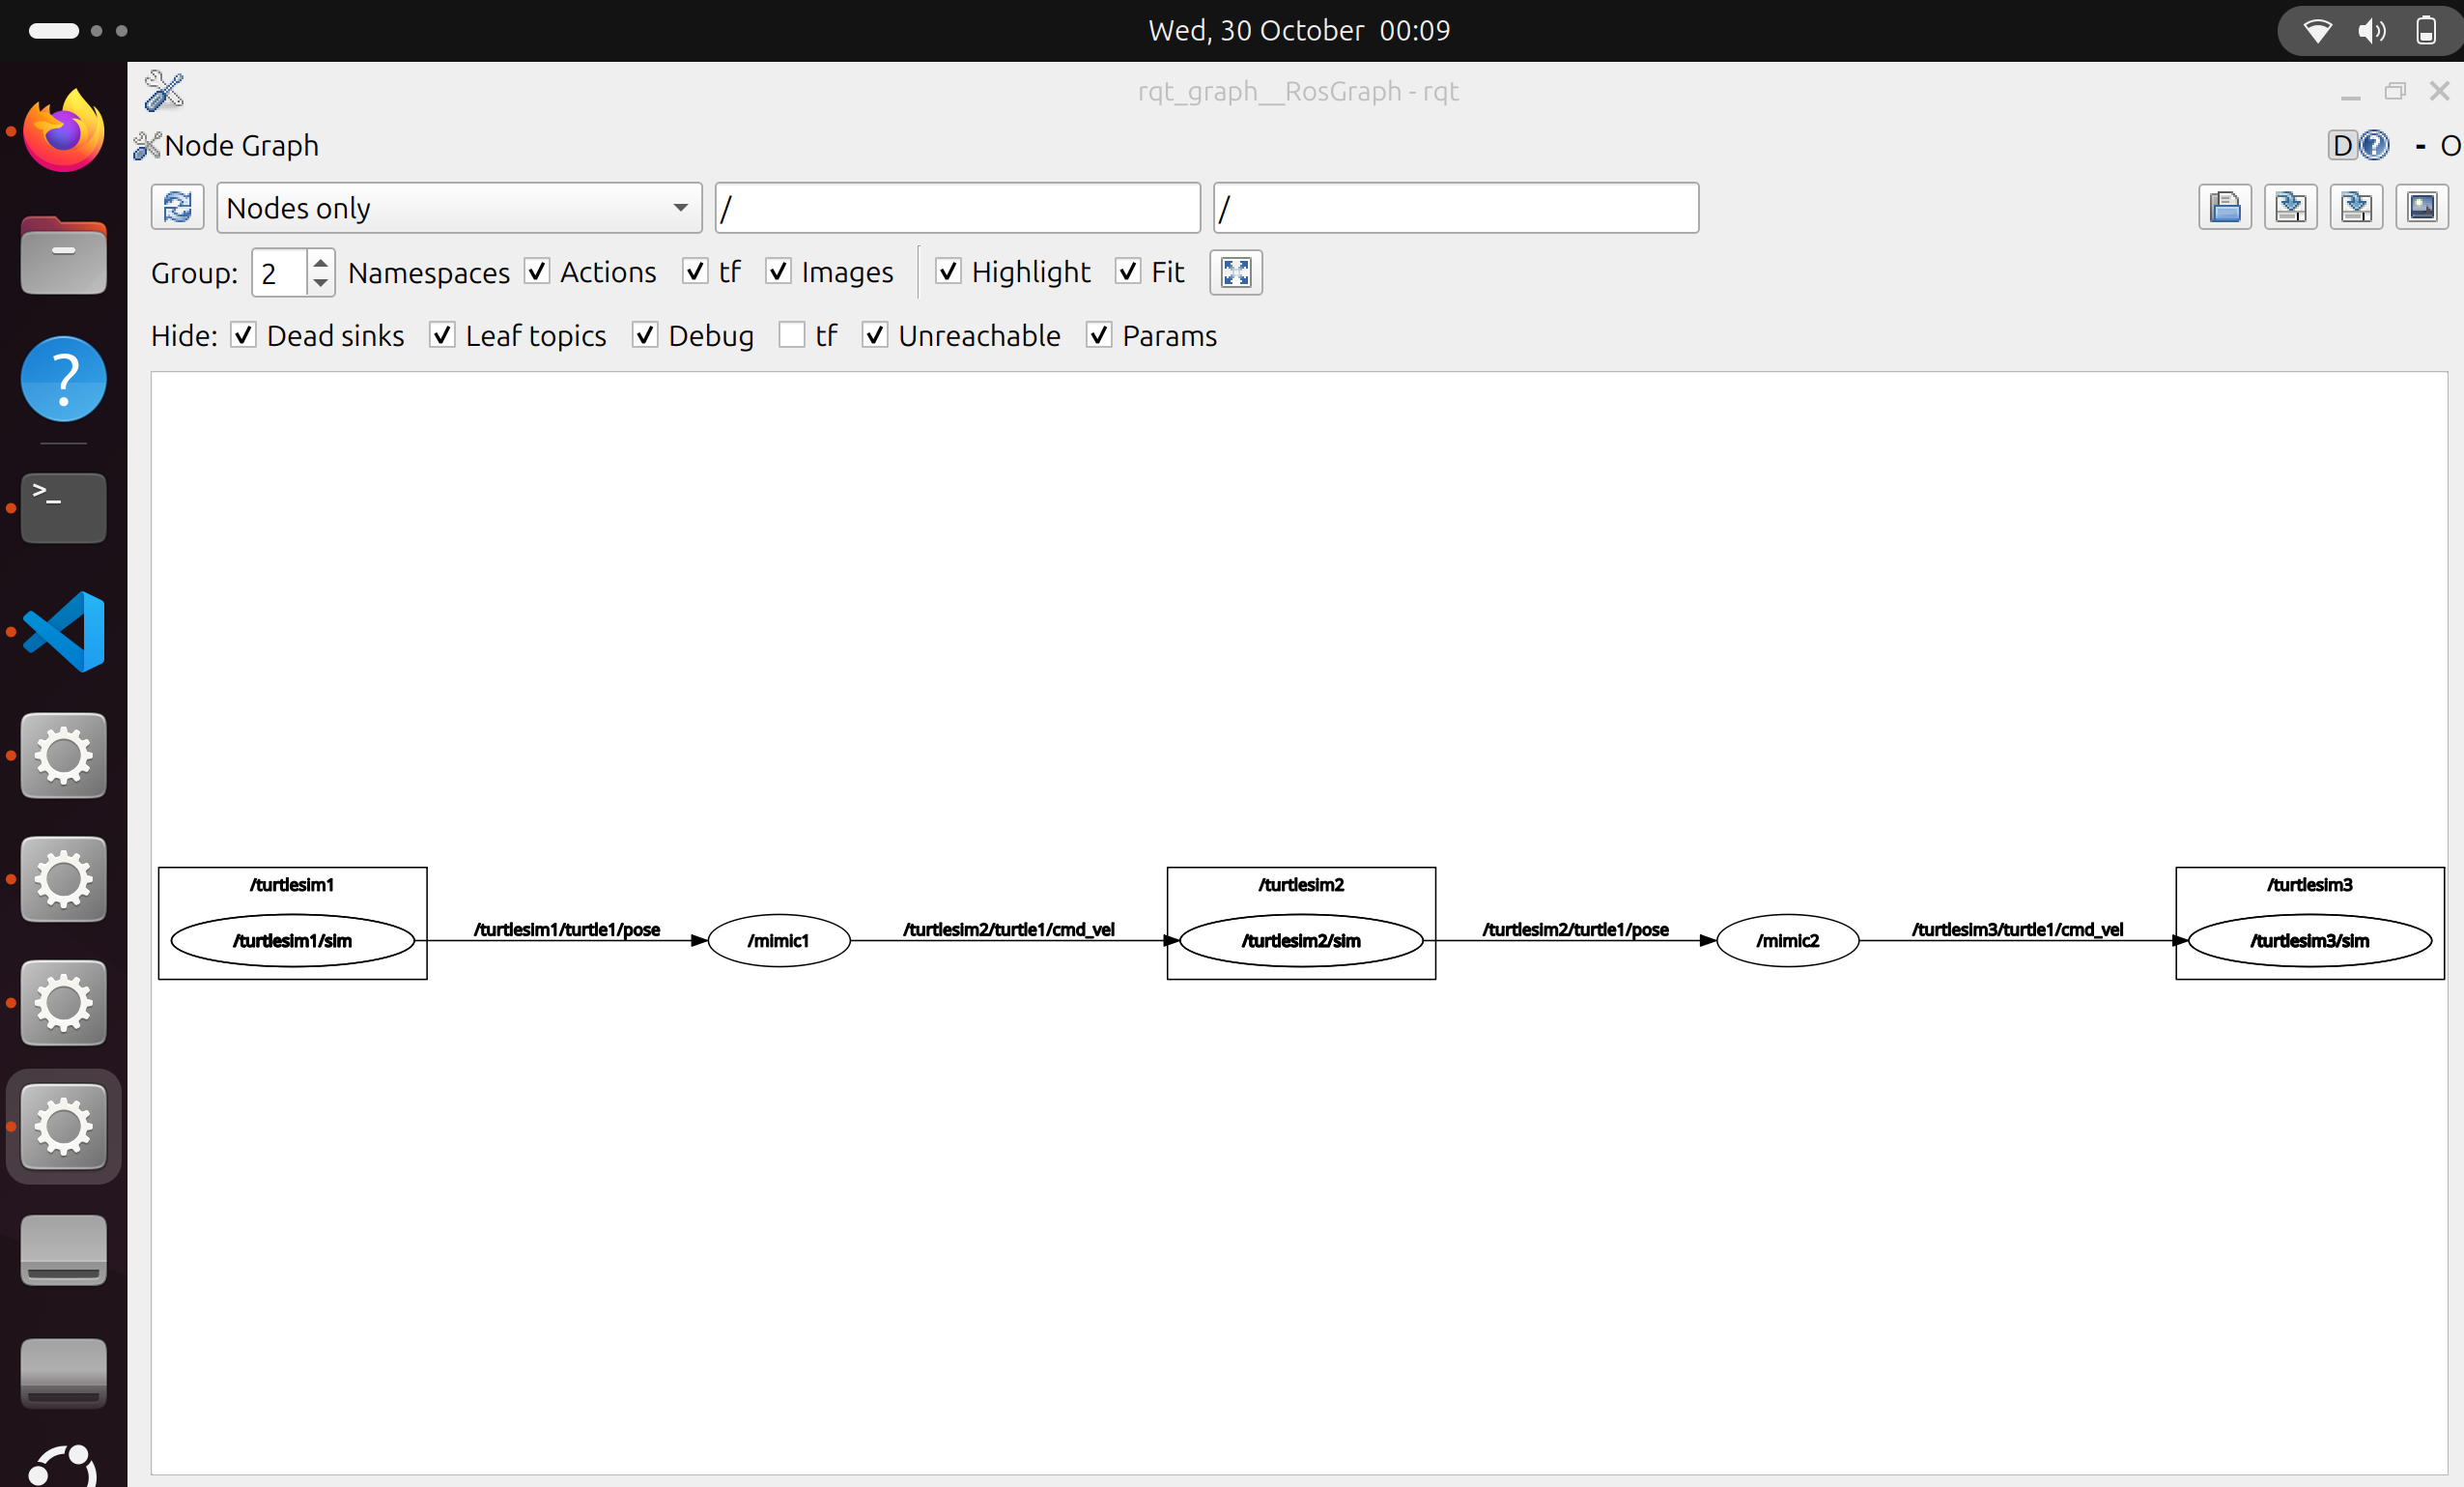 Wed, 30 October 00:09
rqt_graph__RosGraph - rqt
Node Graph
D ? - O
Nodes only / /
Group: 2 Namespaces Actions tf Images Highlight Fit
Hide: Dead sinks Leaf topics Debug tf Unreachable Params
/turtlesim1 /turtlesim2 /turtlesim3
/turtlesim1/turtle1/pose /turtlesim2/turtle1/cmd_vel /turtlesim2/turtle1/pose /turtlesim3/turtle1/cmd_vel
/turtlesim1/sim /mimic1 /turtlesim2/sim /mimic2 /turtlesim3/sim